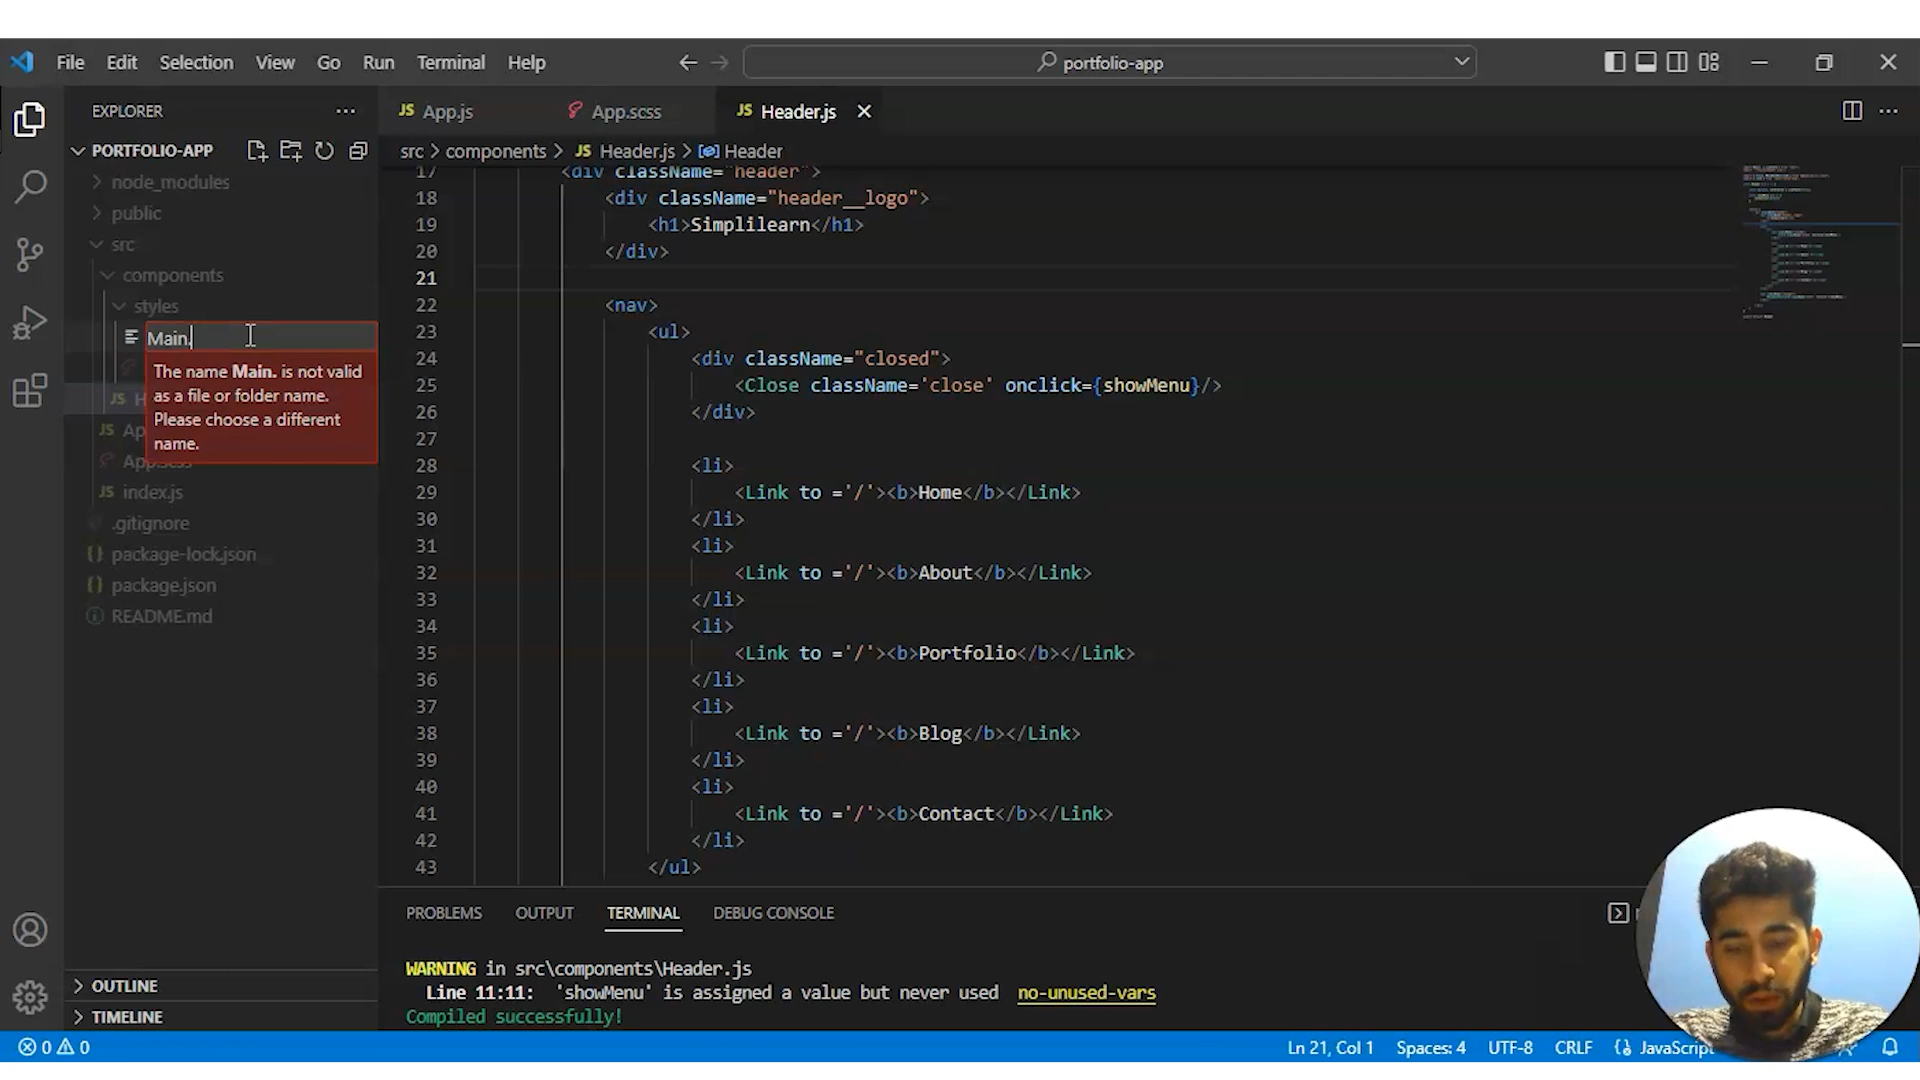 File Edit Selection View Go Run Terminal Help
portfolio-app
EXPLORER
PORTFOLIO-APP
node_modules
public
src
components
styles
Main.
The name Main. is not valid
as a file or folder name.
Please choose a different
name.
JS H
JS Ap
App.scss
JS index.js
.gitignore
{} package-lock.json
{} package.json
README.md
OUTLINE
TIMELINE
JS App.js App.scss JS Header.js
src > components > JS Header.js > Header
17 <div className="header">
18 <div className="header__logo">
19 <h1>Simplilearn</h1>
20 </div>
21
22 <nav>
23 <ul>
24 <div className="closed">
25 <Close className='close' onclick={showMenu}/>
26 </div>
27
28 <li>
29 <Link to ='/'><b>Home</b></Link>
30 </li>
31 <li>
32 <Link to ='/'><b>About</b></Link>
33 </li>
34 <li>
35 <Link to ='/'><b>Portfolio</b></Link>
36 </li>
37 <li>
38 <Link to ='/'><b>Blog</b></Link>
39 </li>
40 <li>
41 <Link to ='/'><b>Contact</b></Link>
42 </li>
43 </ul>
PROBLEMS OUTPUT TERMINAL DEBUG CONSOLE
WARNING in src\components\Header.js
Line 11:11: 'showMenu' is assigned a value but never used no-unused-vars
Compiled successfully!
0 0 Ln 21, Col 1 Spaces: 4 UTF-8 CRLF {} JavaScript